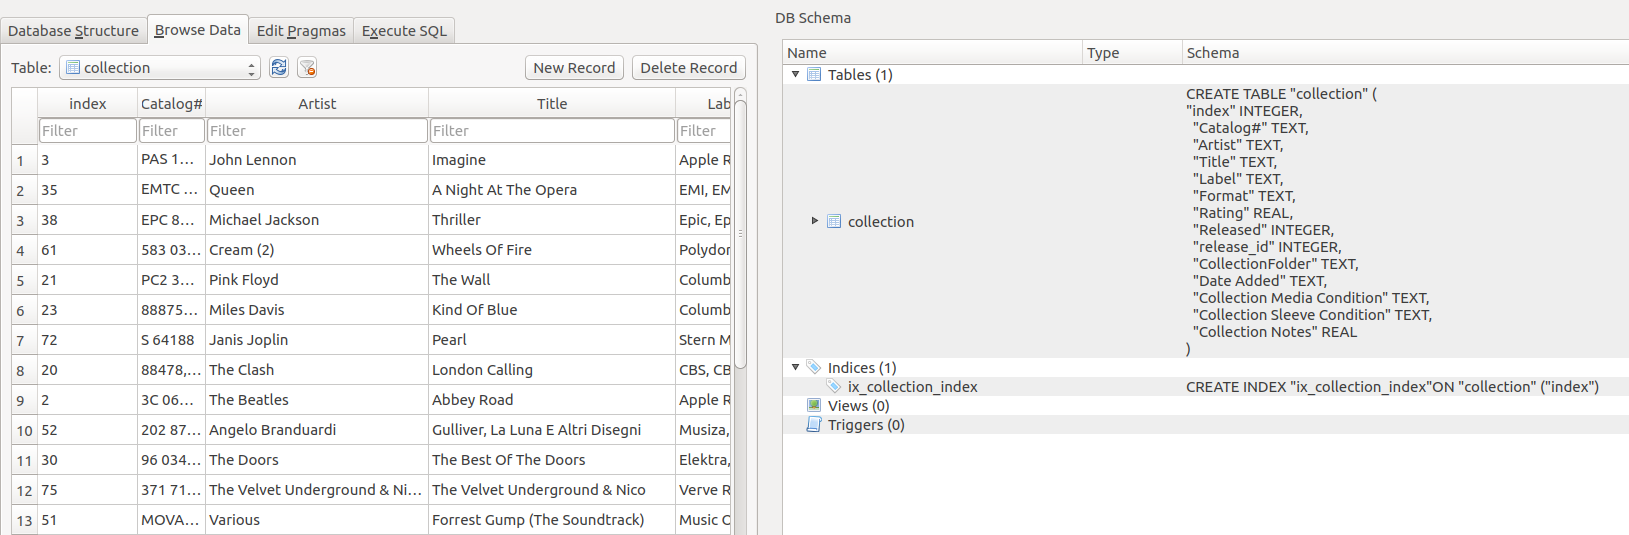 Database Structure Browse Data Edit Pragmas Execute SQL
Table: collection New Record Delete Record
index Catalog# Artist Title Lab
Filter Filter Filter Filter Filter
1 3 PAS 1... John Lennon Imagine Apple R
2 35 EMTC ... Queen A Night At The Opera EMI, EM
3 38 EPC 8... Michael Jackson Thriller Epic, Ep
4 61 583 03... Cream (2) Wheels Of Fire Polydor
5 21 PC2 3... Pink Floyd The Wall Columb
6 23 88875... Miles Davis Kind Of Blue Columb
7 72 S 64188 Janis Joplin Pearl Stern M
8 20 88478,... The Clash London Calling CBS, CB
9 2 3C 06... The Beatles Abbey Road Apple R
10 52 202 87... Angelo Branduardi Gulliver, La Luna E Altri Disegni Musiza,
11 30 96 034... The Doors The Best Of The Doors Elektra,
12 75 371 71... The Velvet Underground & Ni... The Velvet Underground & Nico Verve R
13 51 MOVA... Various Forrest Gump (The Soundtrack) Music O
DB Schema
Name Type Schema
Tables (1)
collection
CREATE TABLE "collection" (
"index" INTEGER,
"Catalog#" TEXT,
"Artist" TEXT,
"Title" TEXT,
"Label" TEXT,
"Format" TEXT,
"Rating" REAL,
"Released" INTEGER,
"release_id" INTEGER,
"CollectionFolder" TEXT,
"Date Added" TEXT,
"Collection Media Condition" TEXT,
"Collection Sleeve Condition" TEXT,
"Collection Notes" REAL
)
Indices (1)
ix_collection_index CREATE INDEX "ix_collection_index"ON "collection" ("index")
Views (0)
Triggers (0)